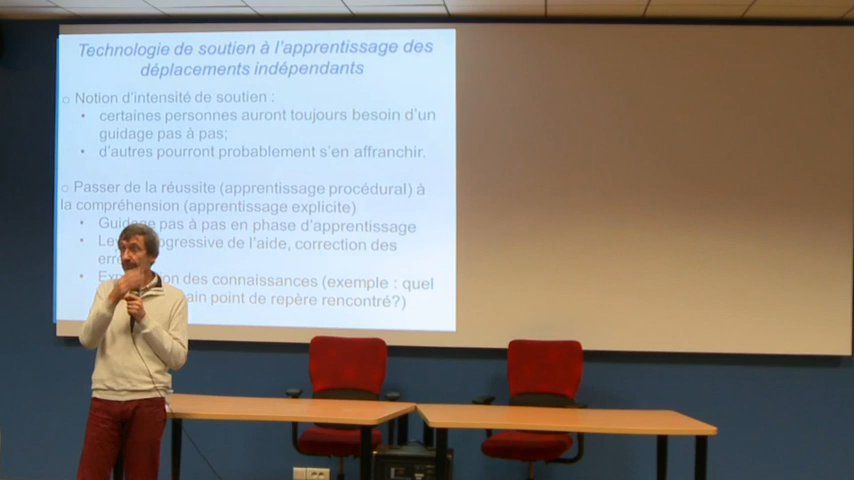 Technologie de soutien à l'apprentissage des
déplacements indépendants
Notion d'intensité de soutien :
certaines personnes auront toujours besoin d'un
guidage pas à pas;
d'autres pourront probablement s'en affranchir.
Passer de la réussite (apprentissage procédural) à
la compréhension (apprentissage explicite)
Guidage pas à pas en phase d'apprentissage
de l'aide, correction des
des connaissances (exemple : quel
point de repère rencontré?)